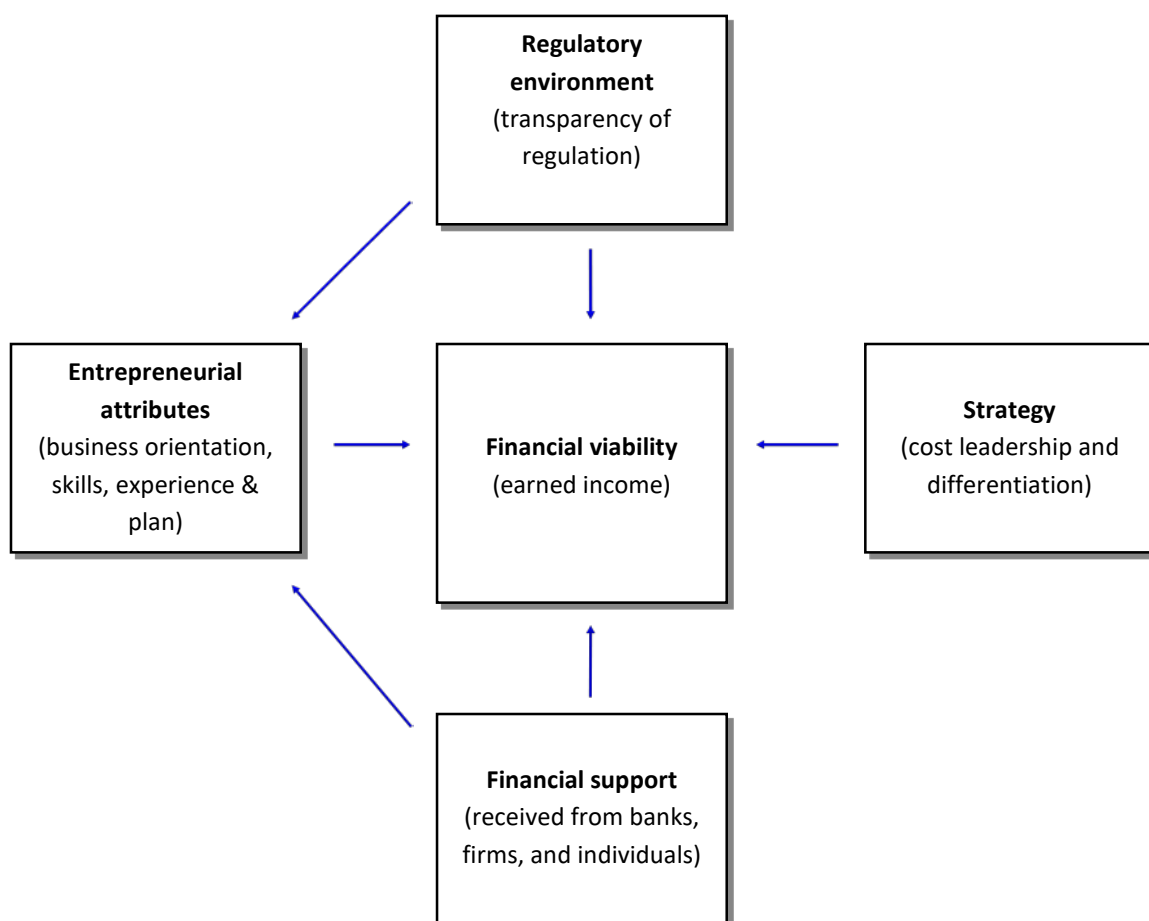 Regulatory
environment
(transparency of
regulation)
Entrepreneurial
attributes
(business orientation,
skills, experience &
plan)
Financial viability
(earned income)
Strategy
(cost leadership and
differentiation)
Financial support
(received from banks,
firms, and individuals)